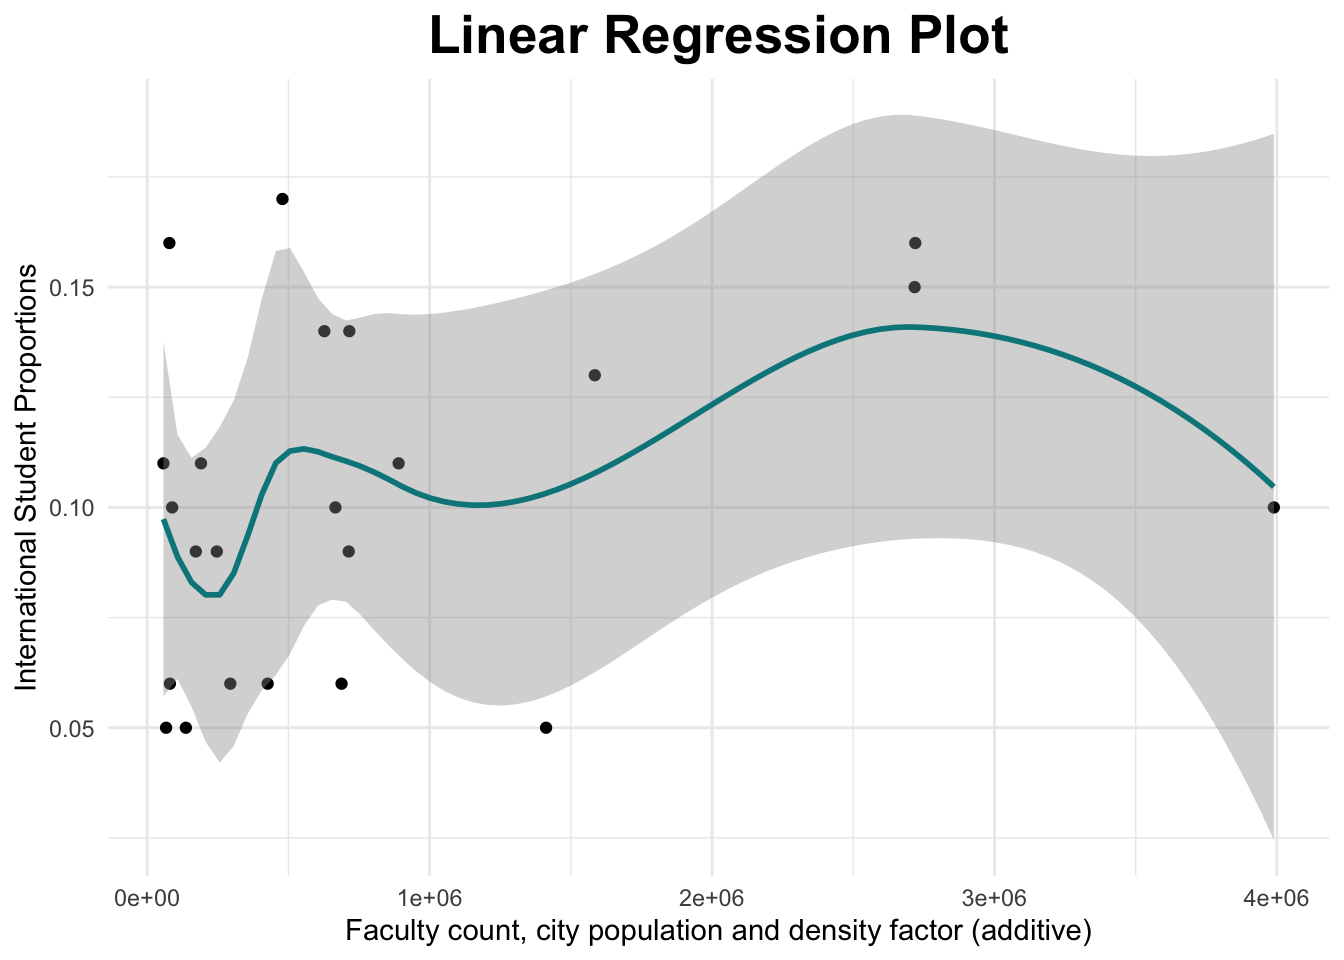 Linear Regression Plot
International Student Proportions
0.15
0.10
0.05
0e+00 1e+06 2e+06 3e+06 4e+06
Faculty count, city population and density factor (additive)